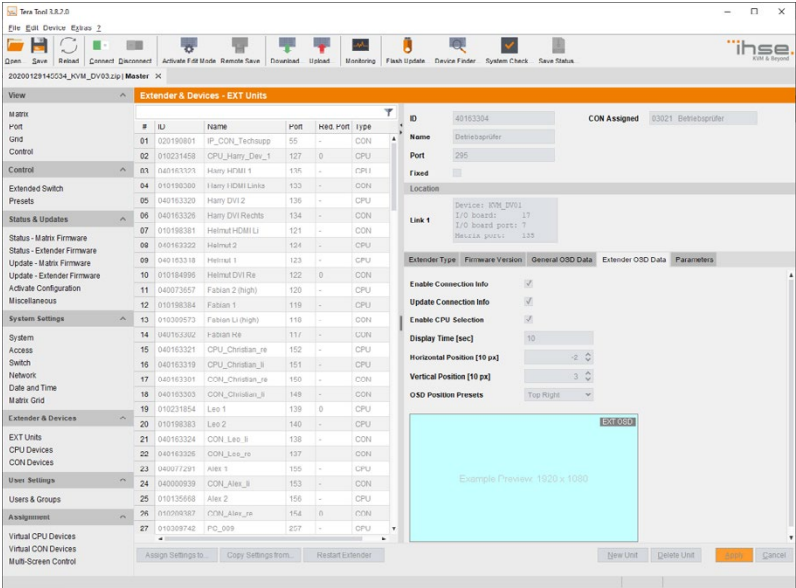 Tera Tool 3.8.2.0
File Edit Device Extras ?
Open... Save Reload Connect Disconnect Activate Edit Mode Remote Save Download... Upload... Monitoring Flash Update... Device Finder... System Check... Save Status...
ihse.
KVM & Beyond
20200129145534_KVM_DV03.zip | Master
View
Matrix
Port
Grid
Control
Control
Extended Switch
Presets
Status & Updates
Status - Matrix Firmware
Status - Extender Firmware
Update - Matrix Firmware
Update - Extender Firmware
Activate Configuration
Miscellaneous
System Settings
System
Access
Switch
Network
Date and Time
Matrix Grid
Extender & Devices
EXT Units
CPU Devices
CON Devices
User Settings
Users & Groups
Assignment
Virtual CPU Devices
Virtual CON Devices
Multi-Screen Control
Extender & Devices - EXT Units
# ID Name Port Red. Port Type
01 020190801 IP_CON_Techsupp 55 - CON
02 010231458 CPU_Harry_Dev_1 127 0 CPU
03 040163323 Harry HDMI 1 135 - CPU
04 Harry HDMI Links 133 - CON
05 040163320 Harry DVI 2 136 - CPU
06 040163326 Harry DVI Rechts 134 - CON
07 010198381 Helmut HDMI Li 121 - CON
08 040163322 Helmut 2 124 - CPU
09 040163318 Helmut 1 123 - CPU
10 010184996 Helmut DVI Re 122 0 CON
11 040073657 Fabian 2 (high) 120 - CPU
12 010198384 Fabian 1 119 - CPU
13 010309573 Fabian Li (high) 118 - CON
14 040163302 Fabian Re 117 - CON
15 040163321 CPU_Christian_re 152 - CPU
16 040163319 CPU_Christian_li 151 - CPU
17 040163301 CON_Christian_re 150 - CON
18 040163303 CON_Christian_li 149 - CON
19 010231854 Leo 1 139 0 CPU
20 010198383 Leo 2 140 - CPU
21 040163324 CON_Leo_li 138 - CON
22 040163325 CON_Leo_re 137 CON
23 040077291 Alex 1 155 - CPU
24 040000939 CON_Alex_li 153 - CON
25 010135668 Alex 2 156 - CPU
26 010209387 CON_Alex_re 154 0 CON
27 010309742 PC_009 257 - CPU
Assign Settings to... Copy Settings from... Restart Extender
ID 40163304 CON Assigned 03021 Betriebsprüfer
Name Betriebsprüfer
Port 295
Fixed
Location
Link 1
Device: KVM_DV01
I/O board: 17
I/O board port: 7
Matrix port: 135
Extender Type Firmware Version General OSD Data Extender OSD Data Parameters
Enable Connection Info
Update Connection Info
Enable CPU Selection
Display Time [sec] 10
Horizontal Position [10 px] -2
Vertical Position [10 px] 3
OSD Position Presets Top Right
EXT OSD
Example Preview: 1920 x 1080
New Unit Delete Unit Apply Cancel